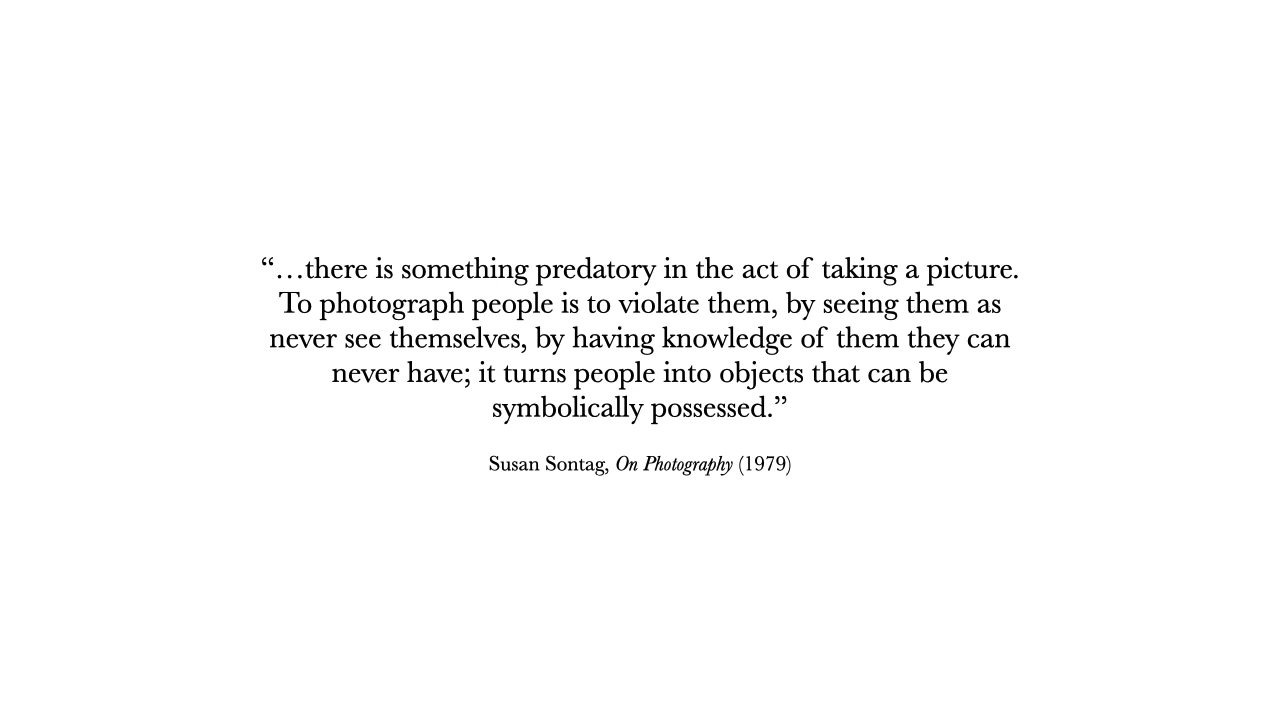 “…there is something predatory in the act of taking a picture.
To photograph people is to violate them, by seeing them as
never see themselves, by having knowledge of them they can
never have; it turns people into objects that can be
symbolically possessed.”
Susan Sontag, On Photography (1979)